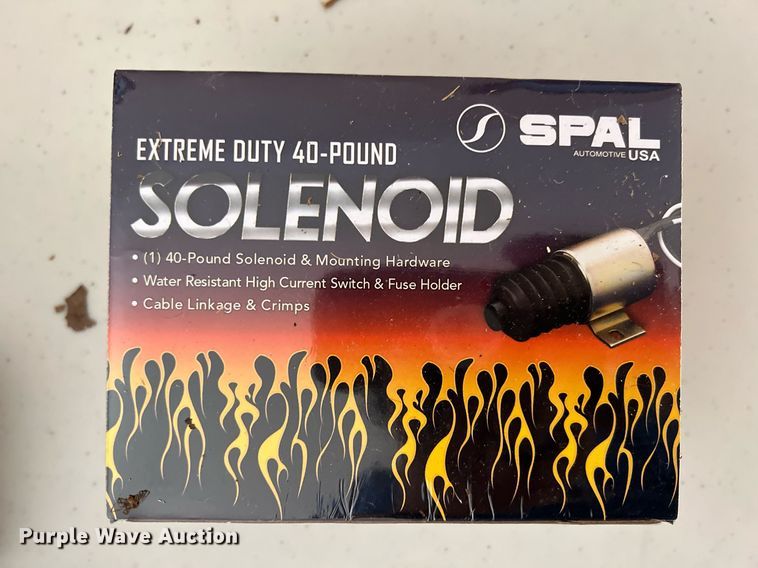 SPAL
AUTOMOTIVE USA
EXTREME DUTY 40-POUND
SOLENOID
• (1) 40-Pound Solenoid & Mounting Hardware
• Water Resistant High Current Switch & Fuse Holder
• Cable Linkage & Crimps
Purple Wave Auction